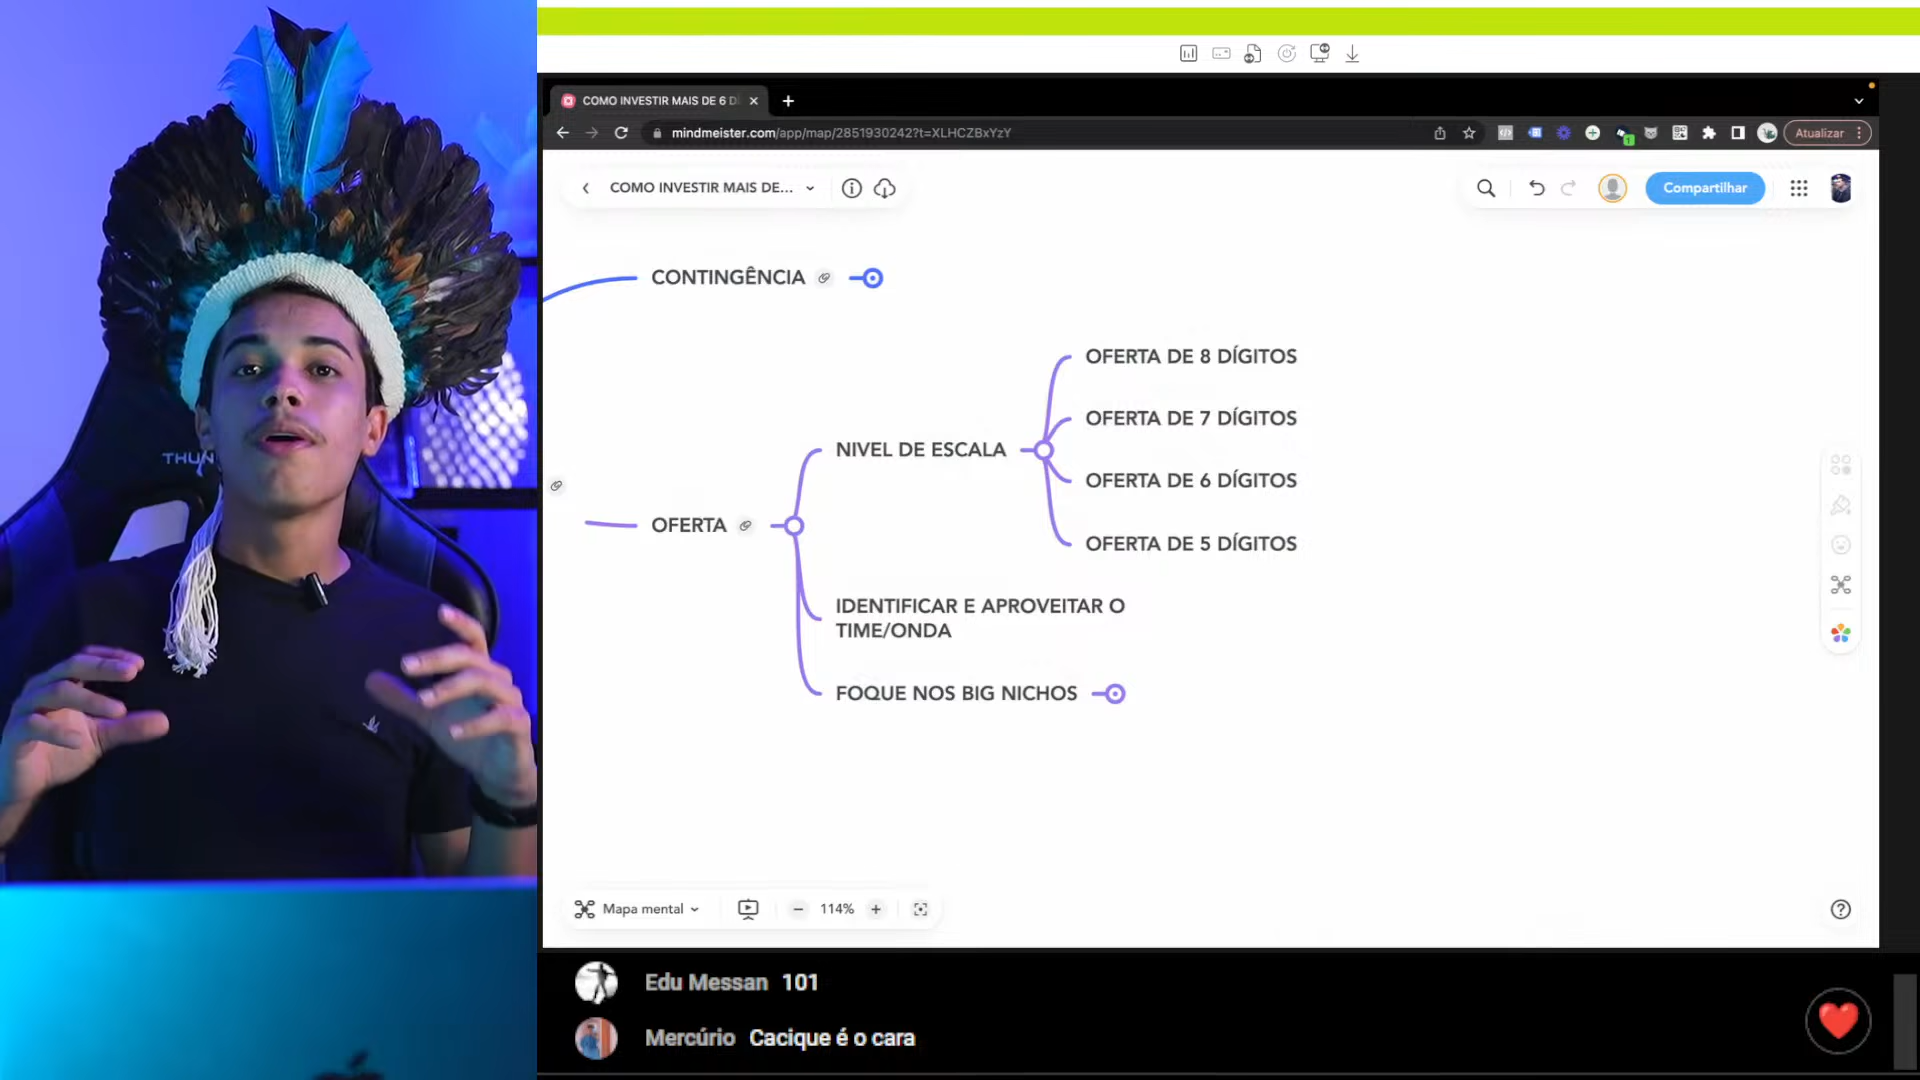 COMO INVESTIR MAIS DE 6 D
mindmeister.com/app/map/2851930242?t=XLHCZBxYzY
Atualizar
COMO INVESTIR MAIS DE...
Compartilhar
CONTINGÊNCIA
OFERTA DE 8 DÍGITOS
OFERTA DE 7 DÍGITOS
NIVEL DE ESCALA
OFERTA DE 6 DÍGITOS
OFERTA
OFERTA DE 5 DÍGITOS
IDENTIFICAR E APROVEITAR O
TIME/ONDA
FOQUE NOS BIG NICHOS
THUN
Mapa mental
114%
Edu Messan 101
Mercúrio Cacique é o cara